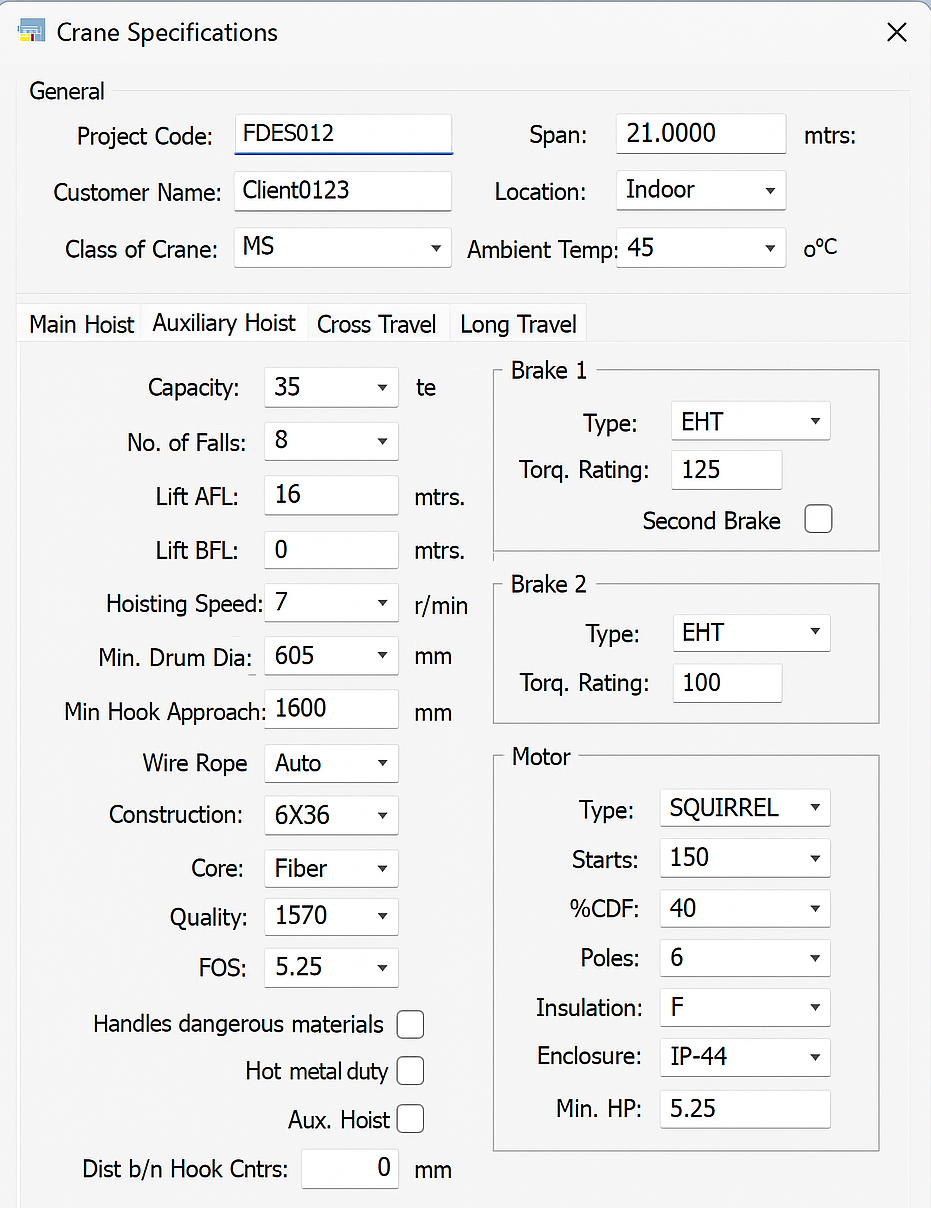 Crane Specifications
General
Project Code: FDES012
Span: 21.0000 mtrs:
Customer Name: Client0123
Location: Indoor
Class of Crane: MS
Ambient Temp: 45 oºC
Main Hoist Auxiliary Hoist Cross Travel Long Travel
Capacity: 35 te
No. of Falls: 8
Lift AFL: 16 mtrs.
Lift BFL: 0 mtrs.
Hoisting Speed: 7 r/min
Min. Drum Dia: 605 mm
Min Hook Approach: 1600 mm
Wire Rope Auto
Construction: 6X36
Core: Fiber
Quality: 1570
FOS: 5.25
Handles dangerous materials
Hot metal duty
Aux. Hoist
Dist b/n Hook Cntrs: 0 mm
Brake 1
Type: EHT
Torq. Rating: 125
Second Brake
Brake 2
Type: EHT
Torq. Rating: 100
Motor
Type: SQUIRREL
Starts: 150
%CDF: 40
Poles: 6
Insulation: F
Enclosure: IP-44
Min. HP: 5.25